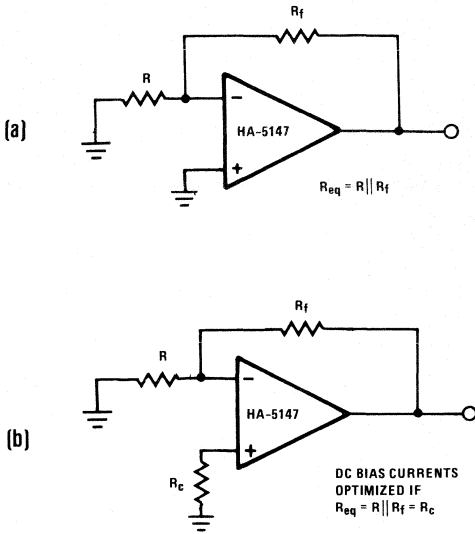 Rf
R
(a)
−
HA-5147
+
Req = R||Rf
Rf
R
−
HA-5147
(b)
+
Rc
DC BIAS CURRENTS
OPTIMIZED IF
Req = R||Rf = Rc